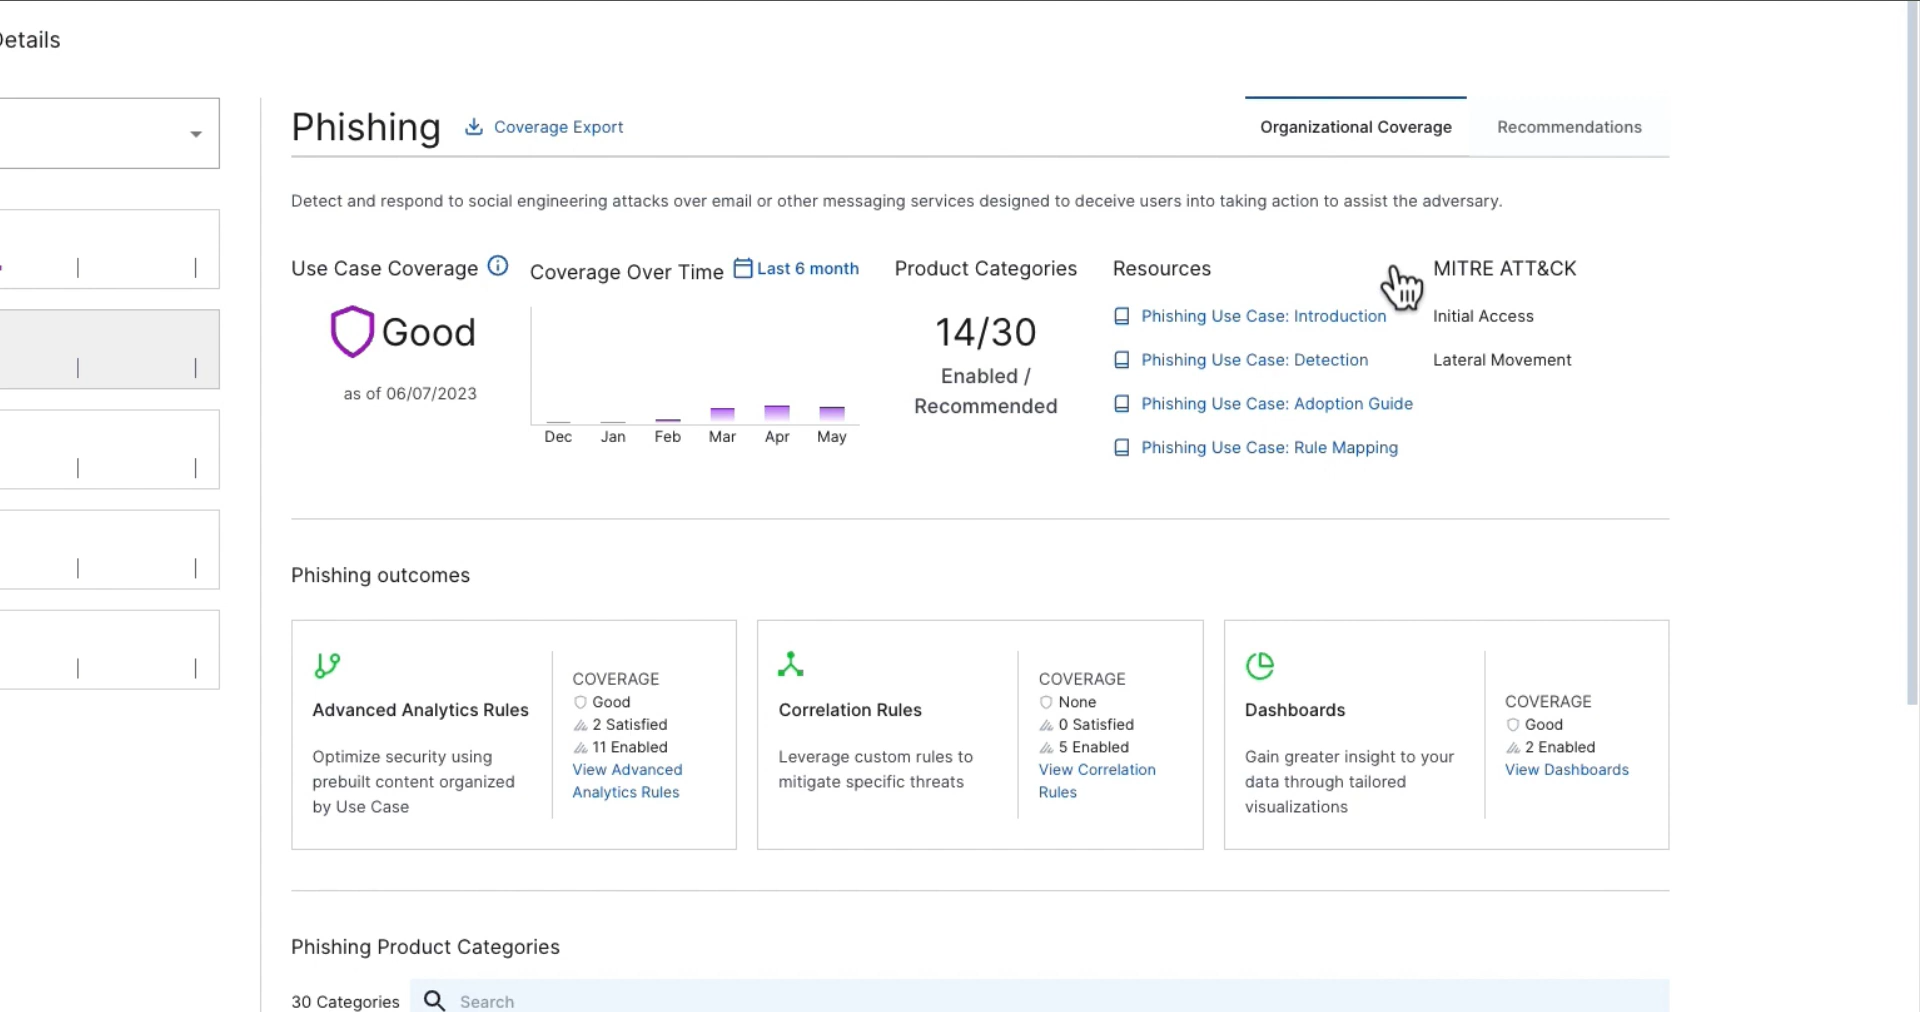 Details
Phishing
Coverage Export
Organizational Coverage
Recommendations
Detect and respond to social engineering attacks over email or other messaging services designed to deceive users into taking action to assist the adversary.
Use Case Coverage
Good
as of 06/07/2023
Coverage Over Time
Last 6 month
Dec Jan Feb Mar Apr May
Product Categories
14/30
Enabled /
Recommended
Resources
Phishing Use Case: Introduction
Phishing Use Case: Detection
Phishing Use Case: Adoption Guide
Phishing Use Case: Rule Mapping
MITRE ATT&CK
Initial Access
Lateral Movement
Phishing outcomes
Advanced Analytics Rules
Optimize security using
prebuilt content organized
by Use Case
COVERAGE
Good
2 Satisfied
11 Enabled
View Advanced
Analytics Rules
Correlation Rules
Leverage custom rules to
mitigate specific threats
COVERAGE
None
0 Satisfied
5 Enabled
View Correlation
Rules
Dashboards
Gain greater insight to your
data through tailored
visualizations
COVERAGE
Good
2 Enabled
View Dashboards
Phishing Product Categories
30 Categories
Search